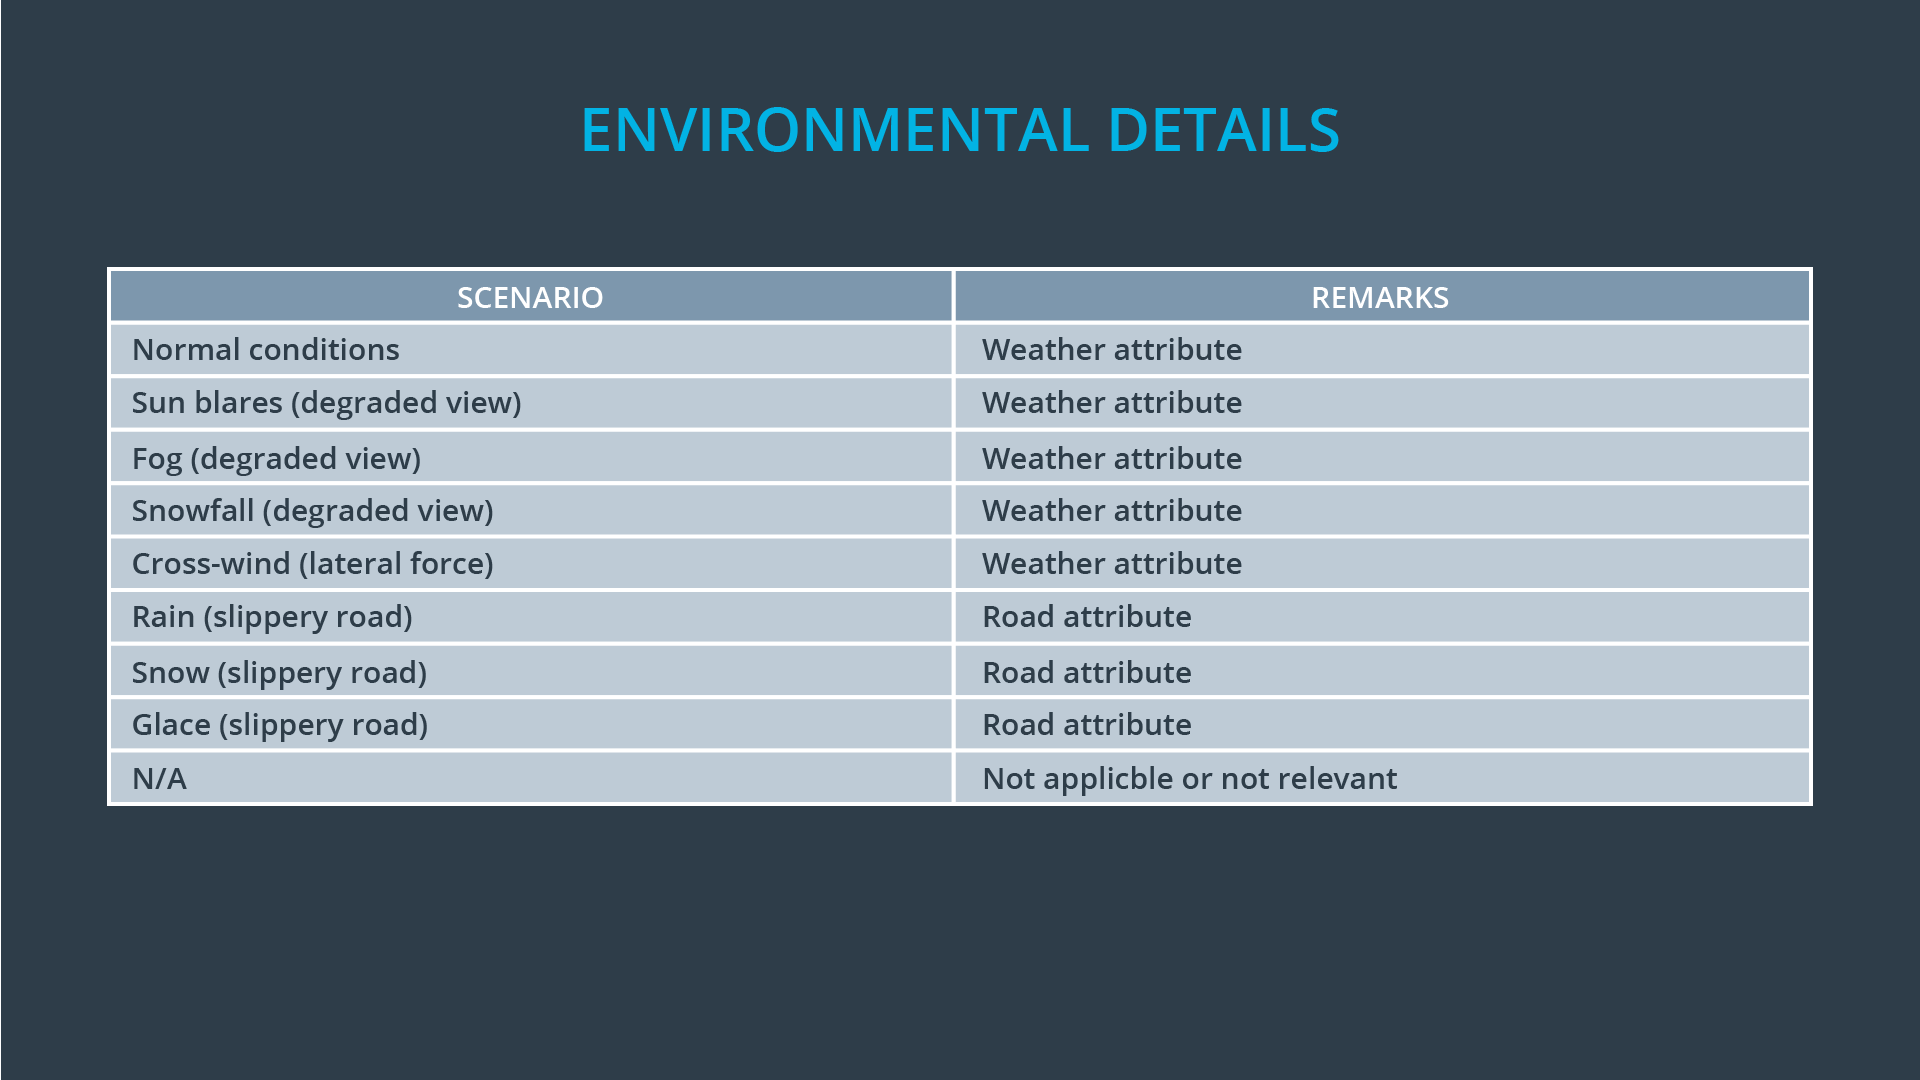 ENVIRONMENTAL DETAILS
SCENARIO REMARKS
Normal conditions Weather attribute
Sun blares (degraded view) Weather attribute
Fog (degraded view) Weather attribute
Snowfall (degraded view) Weather attribute
Cross-wind (lateral force) Weather attribute
Rain (slippery road) Road attribute
Snow (slippery road) Road attribute
Glace (slippery road) Road attribute
N/A Not applicble or not relevant